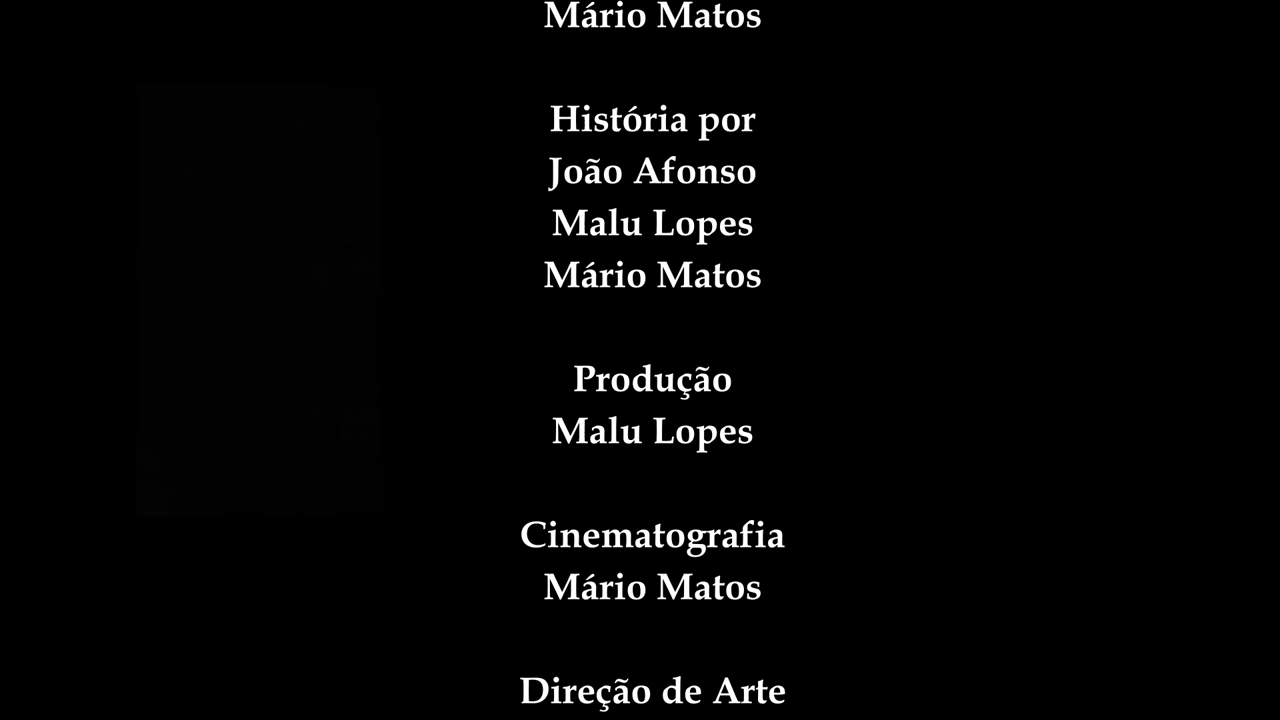 Mário Matos
História por
João Afonso
Malu Lopes
Mário Matos
Produção
Malu Lopes
Cinematografia
Mário Matos
Direção de Arte